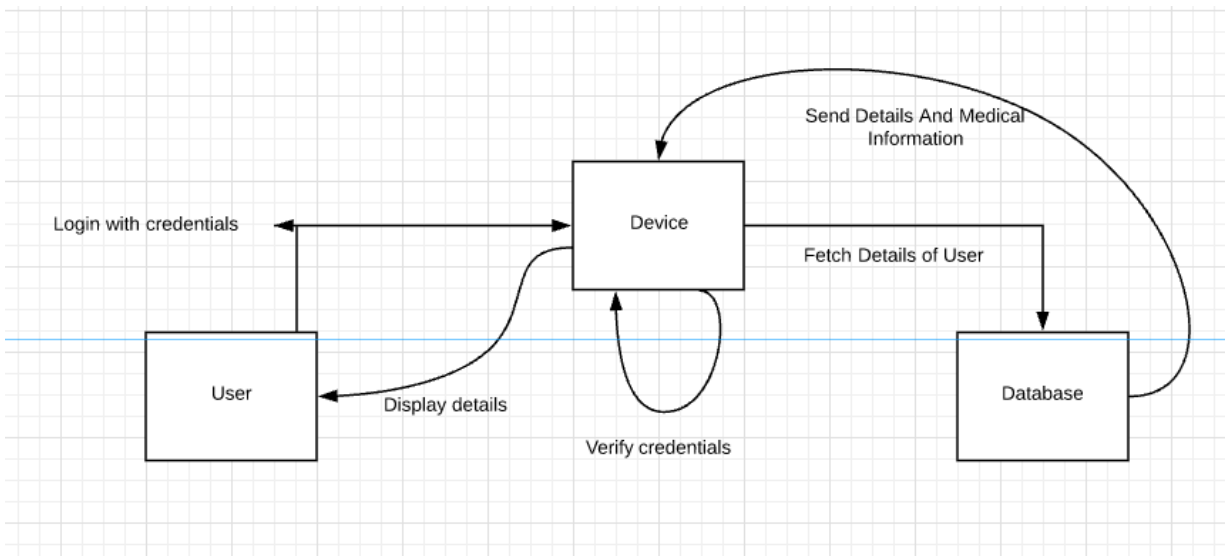 Send Details And Medical
Information
Device
Login with credentials
Fetch Details of User
User
Display details
Database
Verify credentials